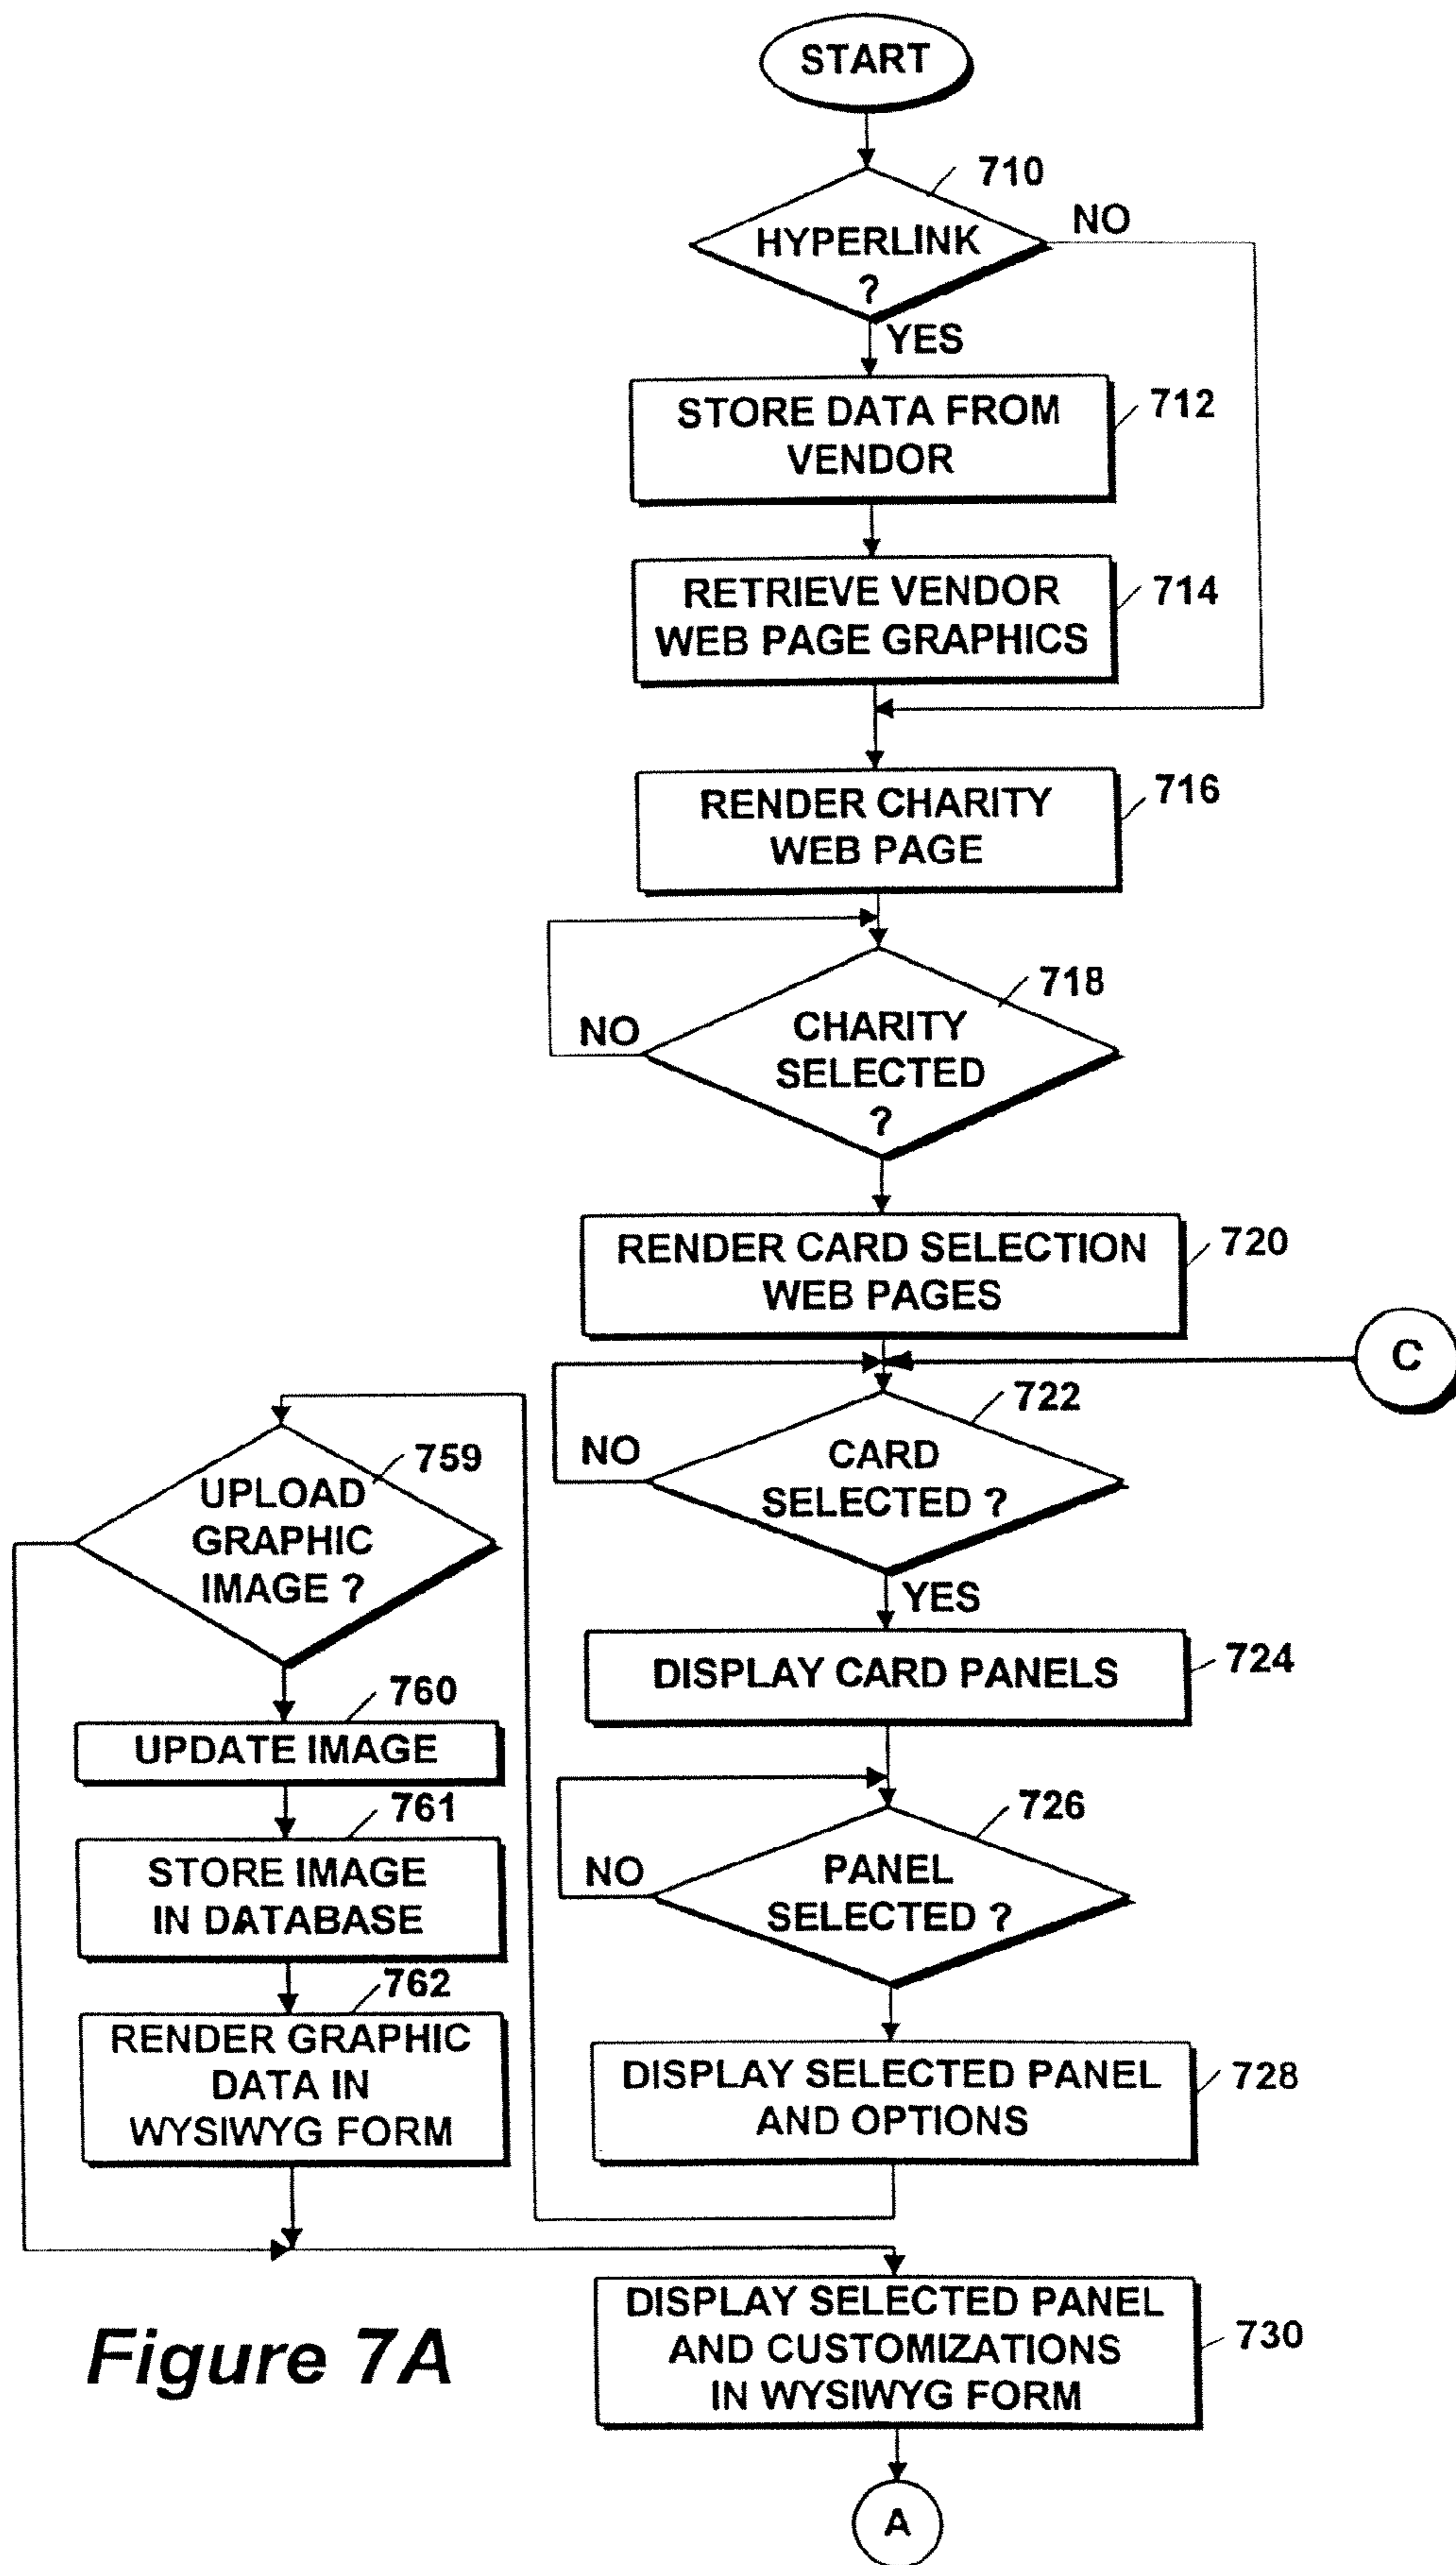 START
710
HYPERLINK
?
NO
YES
STORE DATA FROM
VENDOR
712
RETRIEVE VENDOR
WEB PAGE GRAPHICS
714
RENDER CHARITY
WEB PAGE
716
718
CHARITY
SELECTED
?
NO
RENDER CARD SELECTION
WEB PAGES
720
C
722
CARD
SELECTED ?
NO
YES
DISPLAY CARD PANELS
724
726
PANEL
SELECTED ?
NO
DISPLAY SELECTED PANEL
AND OPTIONS
728
759
UPLOAD
GRAPHIC
IMAGE ?
760
UPDATE IMAGE
761
STORE IMAGE
IN DATABASE
762
RENDER GRAPHIC
DATA IN
WYSIWYG FORM
DISPLAY SELECTED PANEL
AND CUSTOMIZATIONS
IN WYSIWYG FORM
730
A
Figure 7A